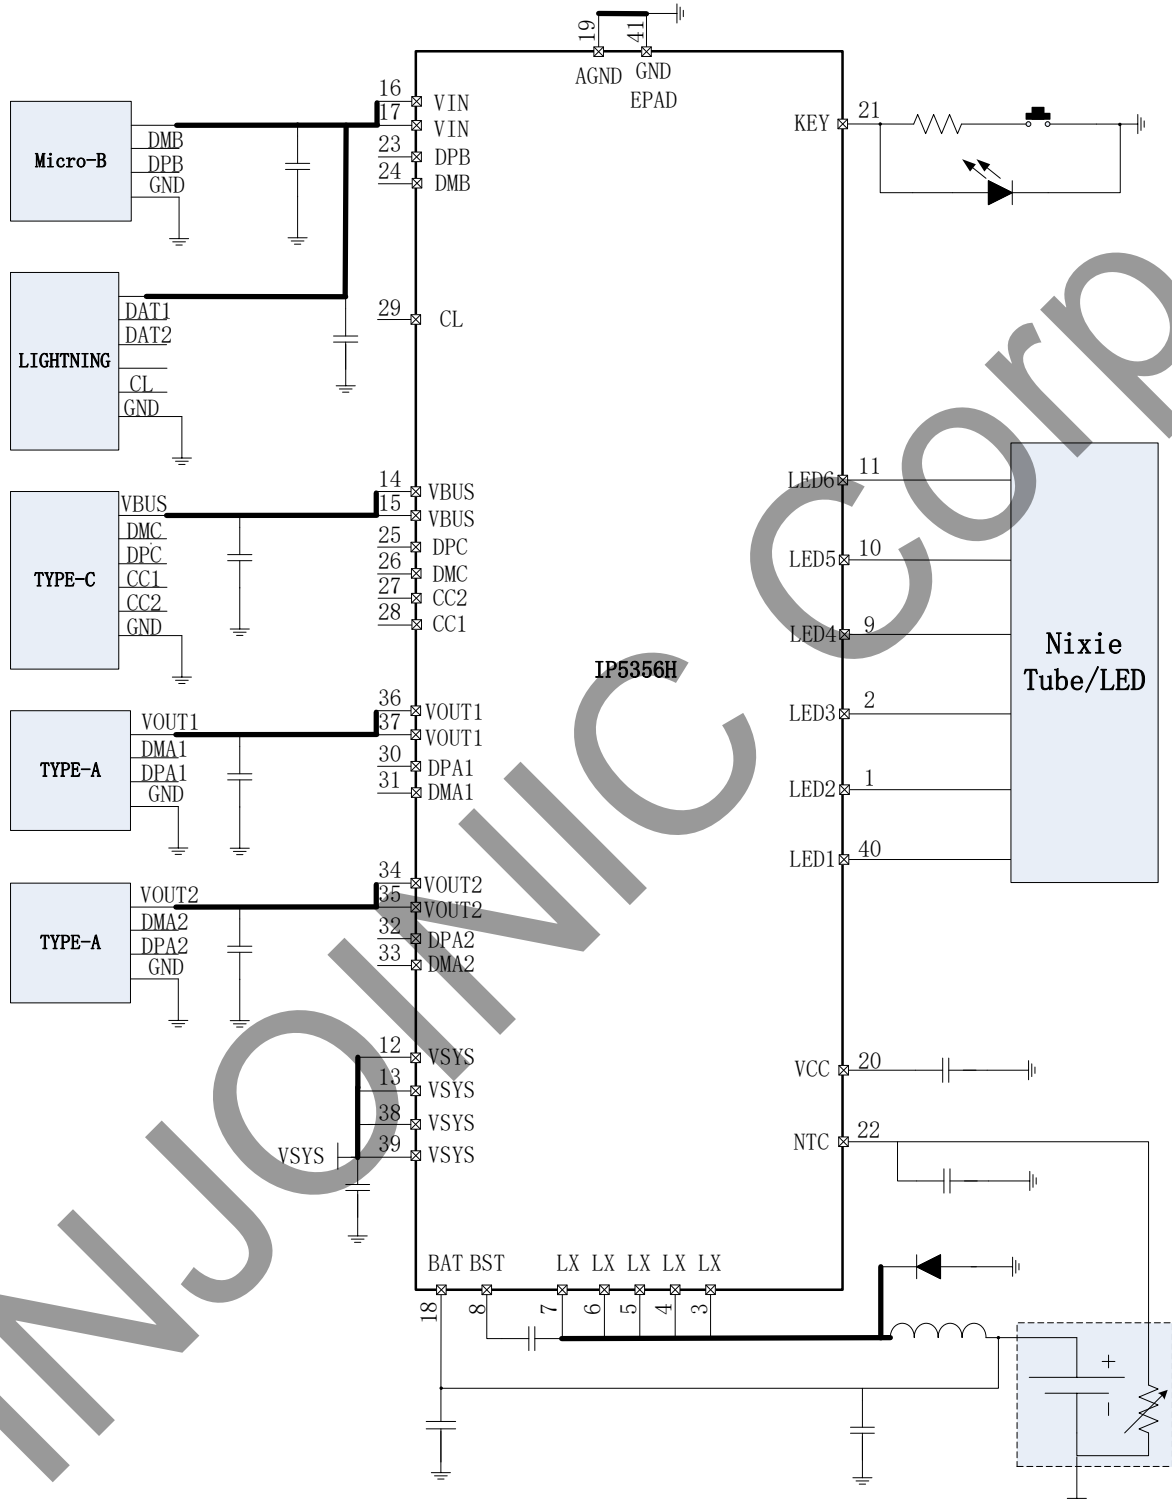 19
41
AGND
GND
EPAD
16
VIN
17
VIN
23
DPB
24
DMB
Micro-B
DMB
DPB
GND
KEY
21
LIGHTNING
DAT1
DAT2
CL
GND
29
CL
TYPE-C
VBUS
DMC
DPC
CC1
CC2
GND
14
VBUS
15
VBUS
25
DPC
26
DMC
27
CC2
28
CC1
IP5356H
LED6
11
LED5
10
LED4
9
LED3
2
LED2
1
LED1
40
Nixie
Tube/LED
TYPE-A
VOUT1
DMA1
DPA1
GND
36
VOUT1
37
VOUT1
30
DPA1
31
DMA1
TYPE-A
VOUT2
DMA2
DPA2
GND
34
VOUT2
35
VOUT2
32
DPA2
33
DMA2
12
VSYS
13
VSYS
38
VSYS
39
VSYS
VSYS
VCC
20
NTC
22
BAT
BST
LX
LX
LX
LX
LX
18
8
7
6
5
4
3
+
−
INJOINIC Corp